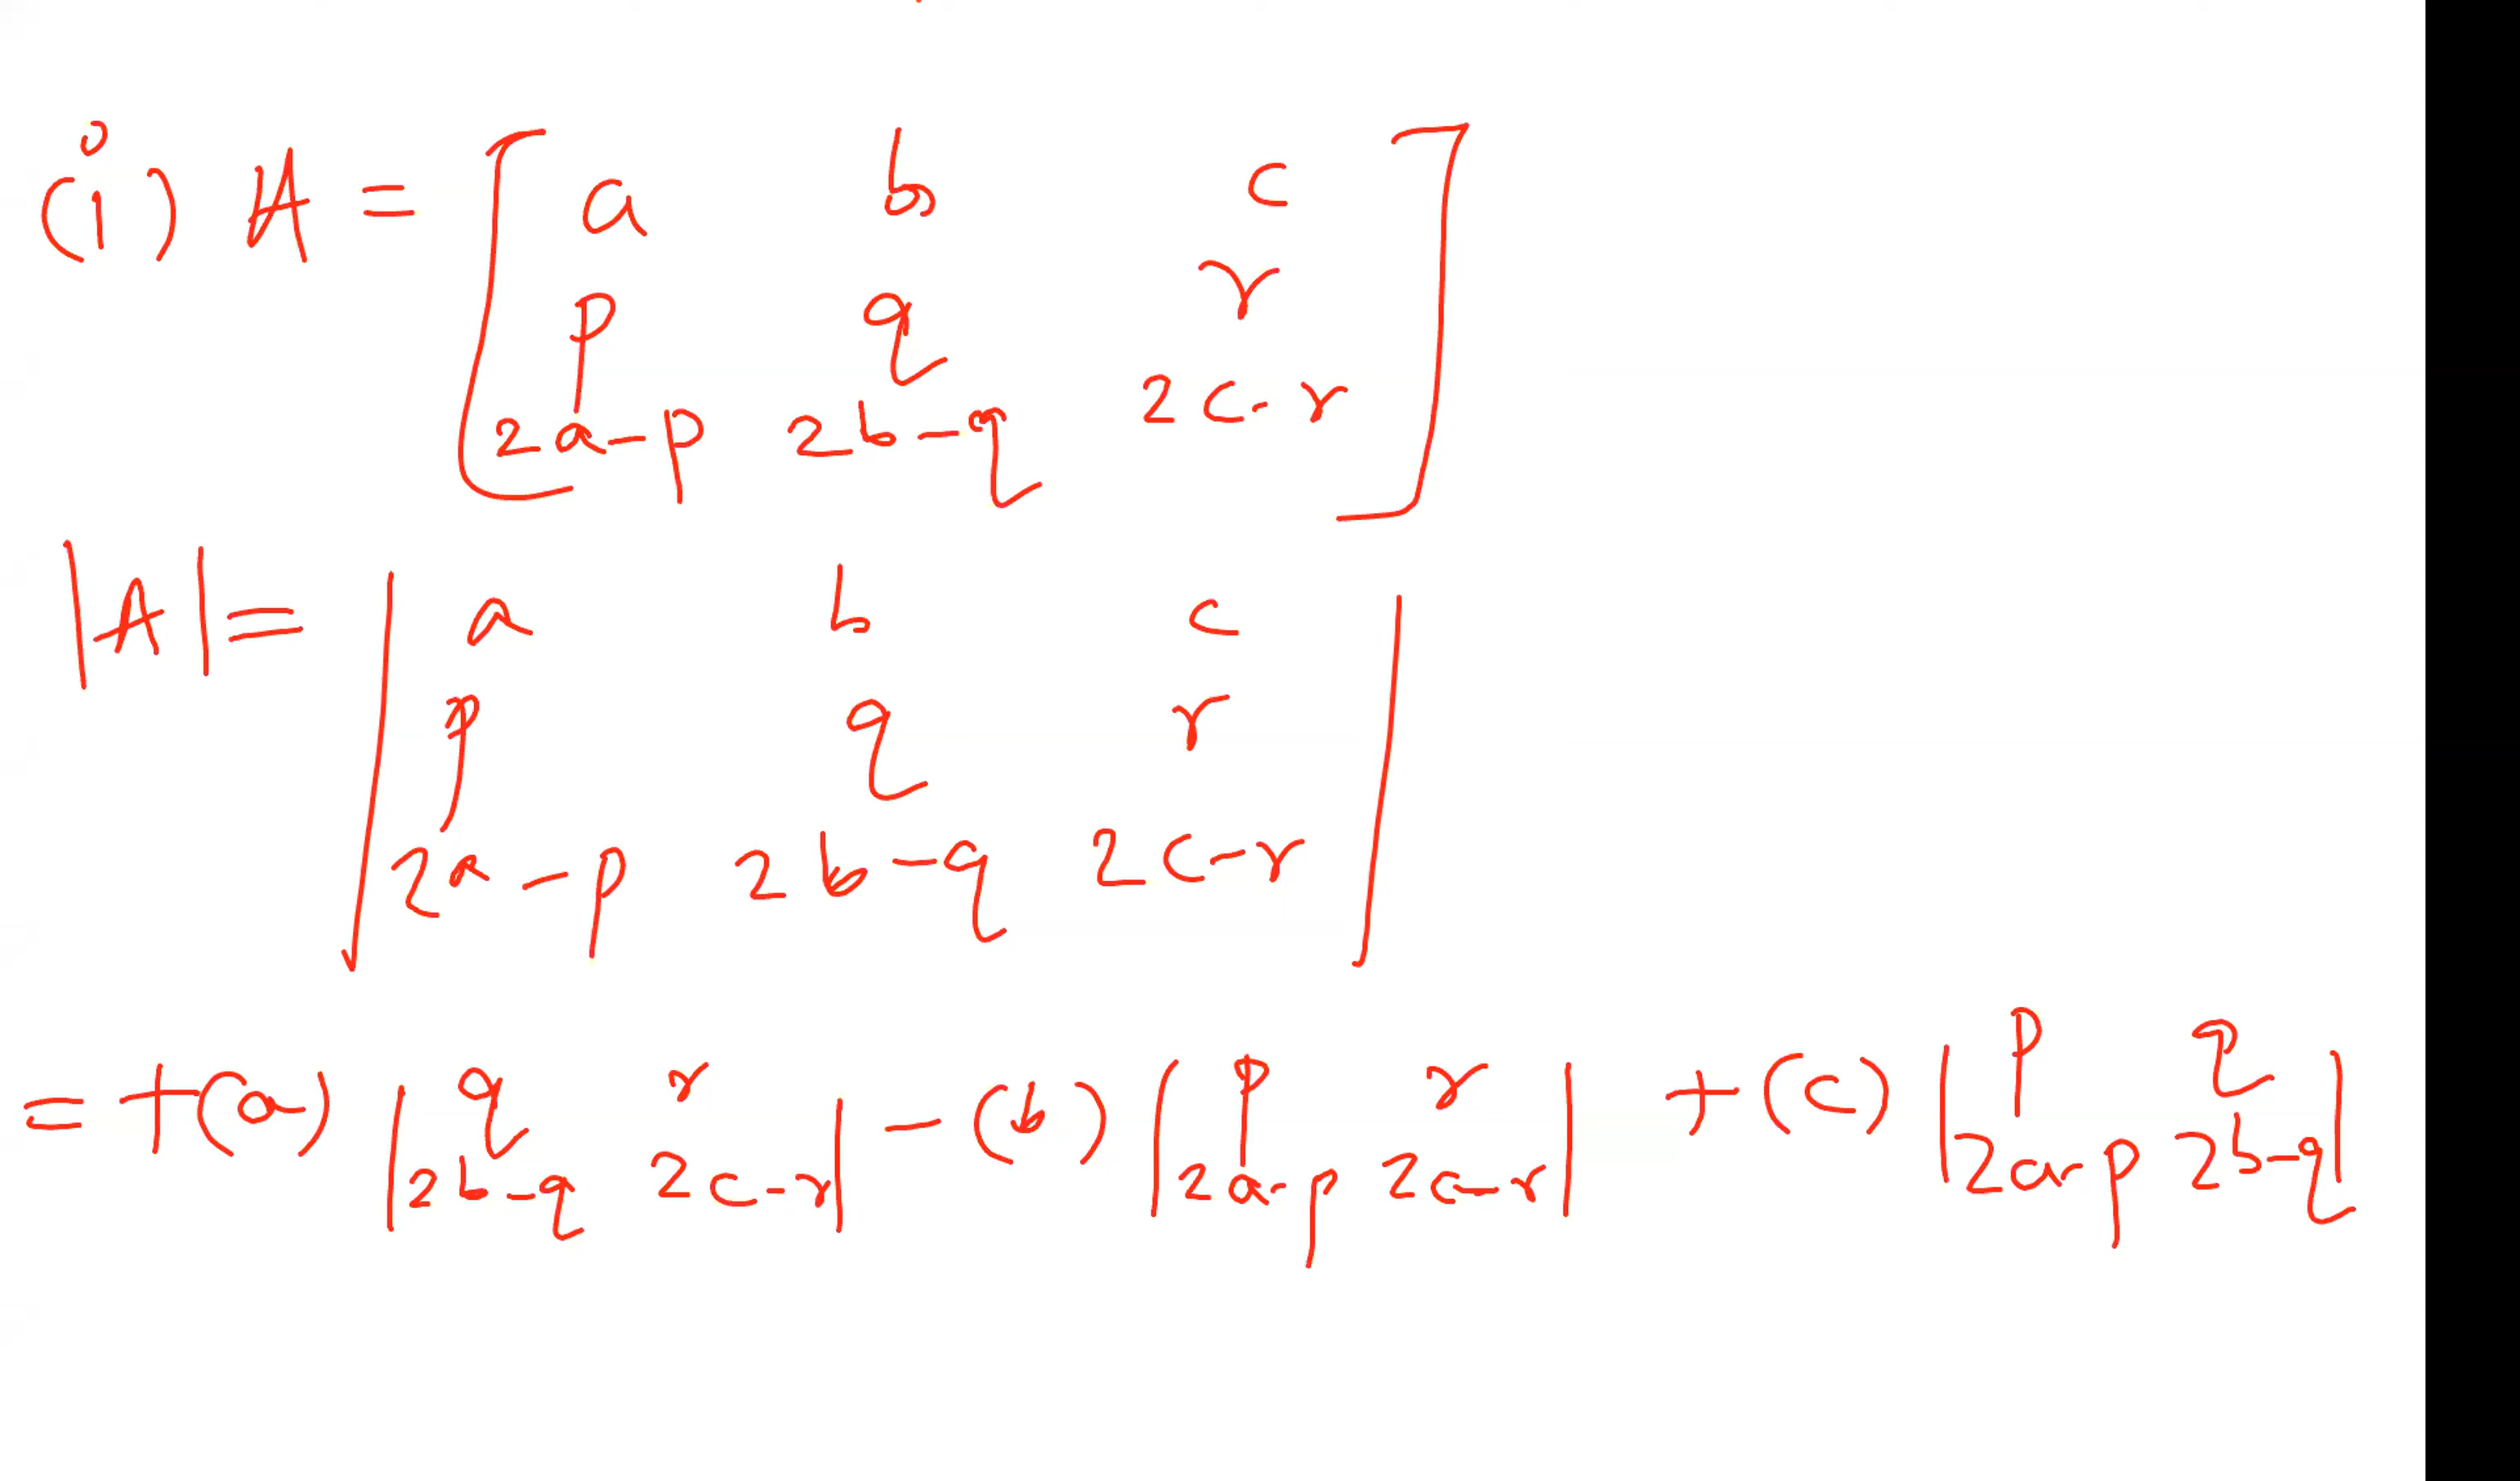 (i) A = [ a b c
p q r
2a-p 2b-q 2c-r ]
|A| = | a b c
p q r
2a-p 2b-q 2c-r |
= +(a) | q r | - (b) | p r | + (c) | p q |
| 2b-q 2c-r | | 2a-p 2c-r | | 2a-p 2b-q |